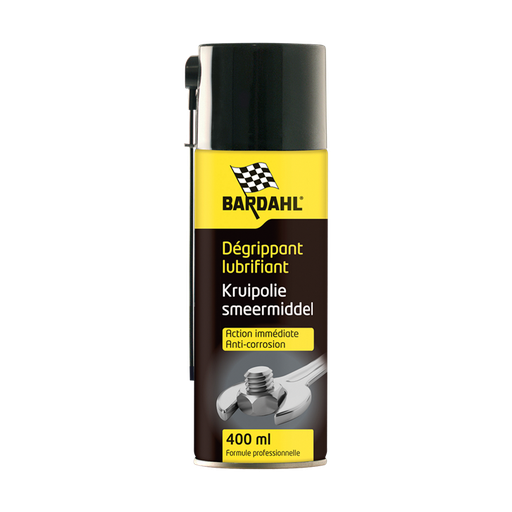 BARDAHL®
Dégrippant
lubrifiant
Kruipolie
smeermiddel
Action immédiate
Anti-corrosion
400 ml
Formule professionnelle